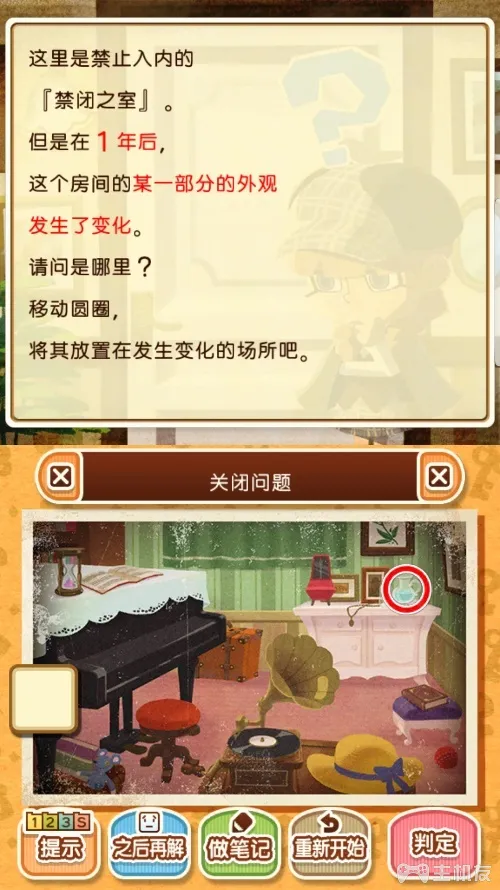 这里是禁止入内的
『禁闭之室』。
但是在1年后，
这个房间的某一部分的外观
发生了变化。
请问是哪里？
移动圆圈，
将其放置在发生变化的场所吧。
关闭问题
1 2 3 S
提示
之后再解
做笔记
重新开始
判定
主机友